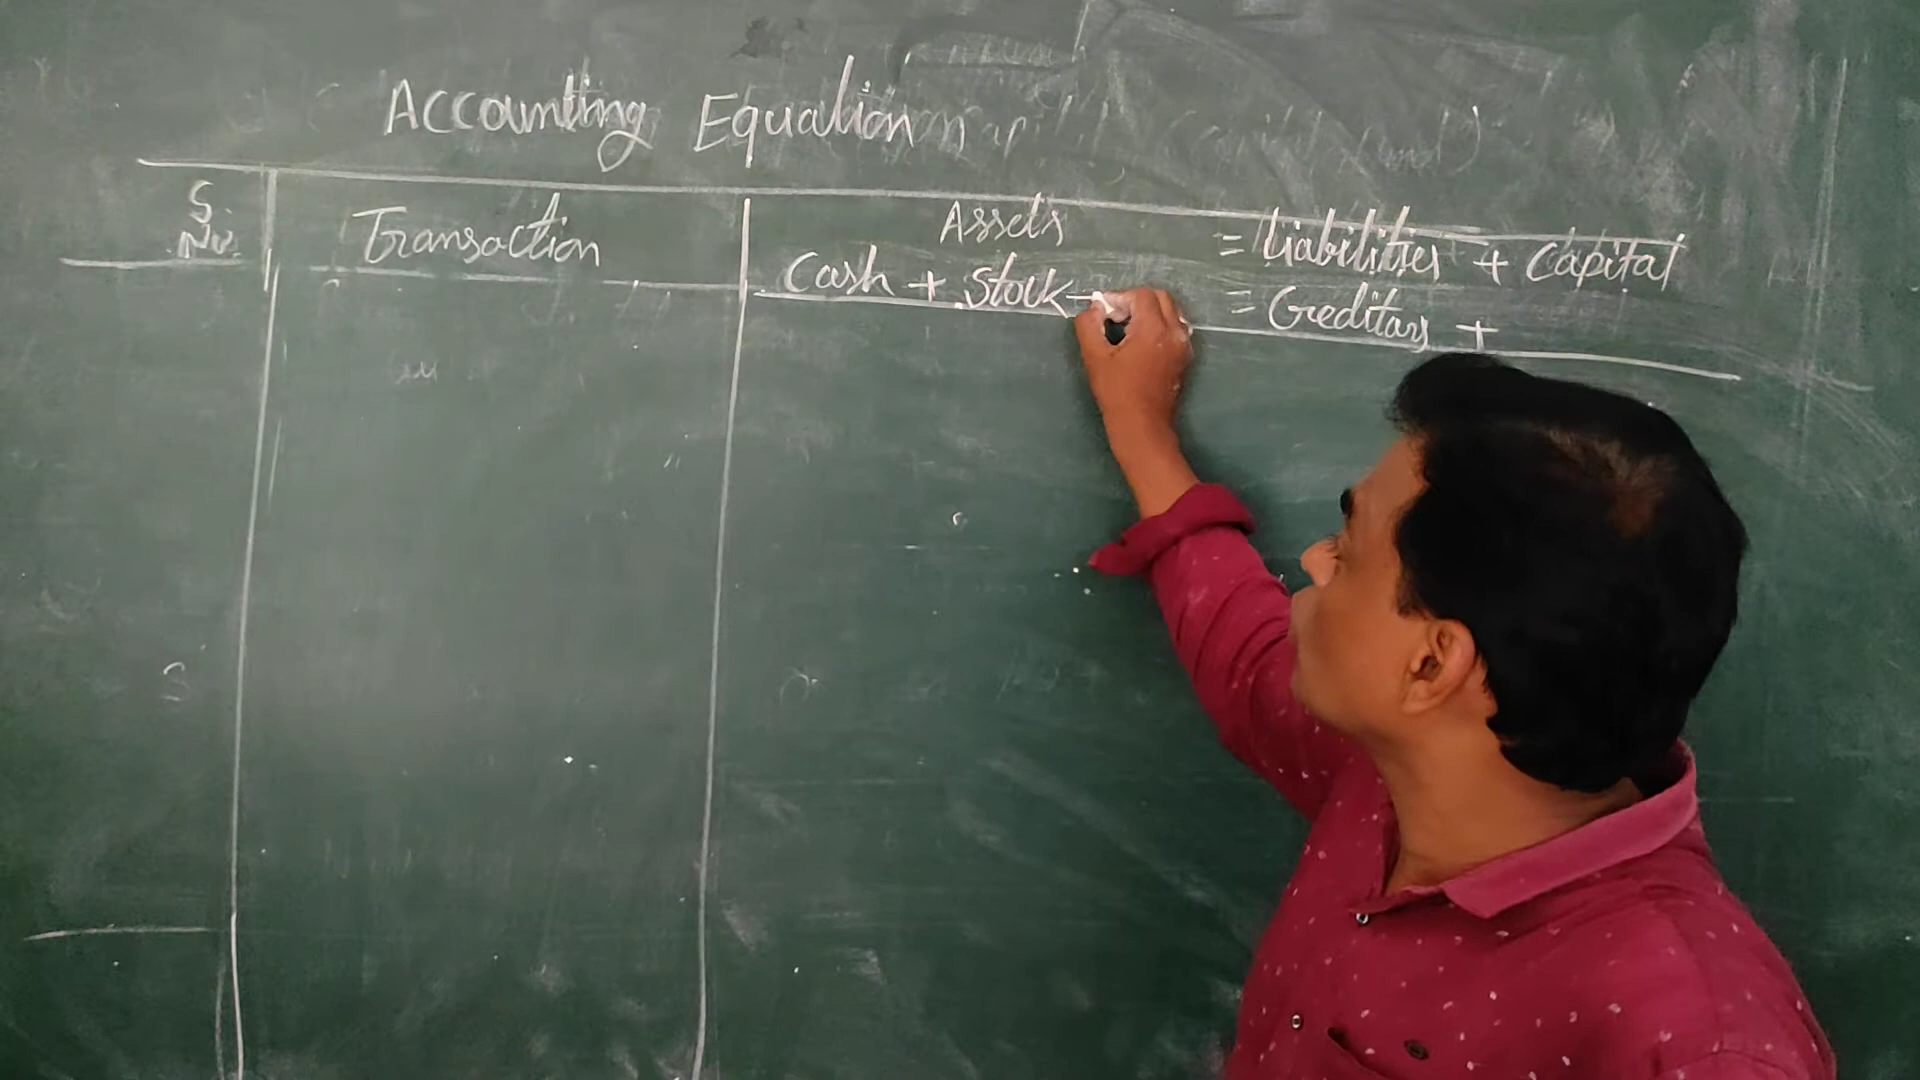 Accounting Equation
S. No. Transaction Assets = Liabilities + Capital
Cash + Stock + = Creditors +